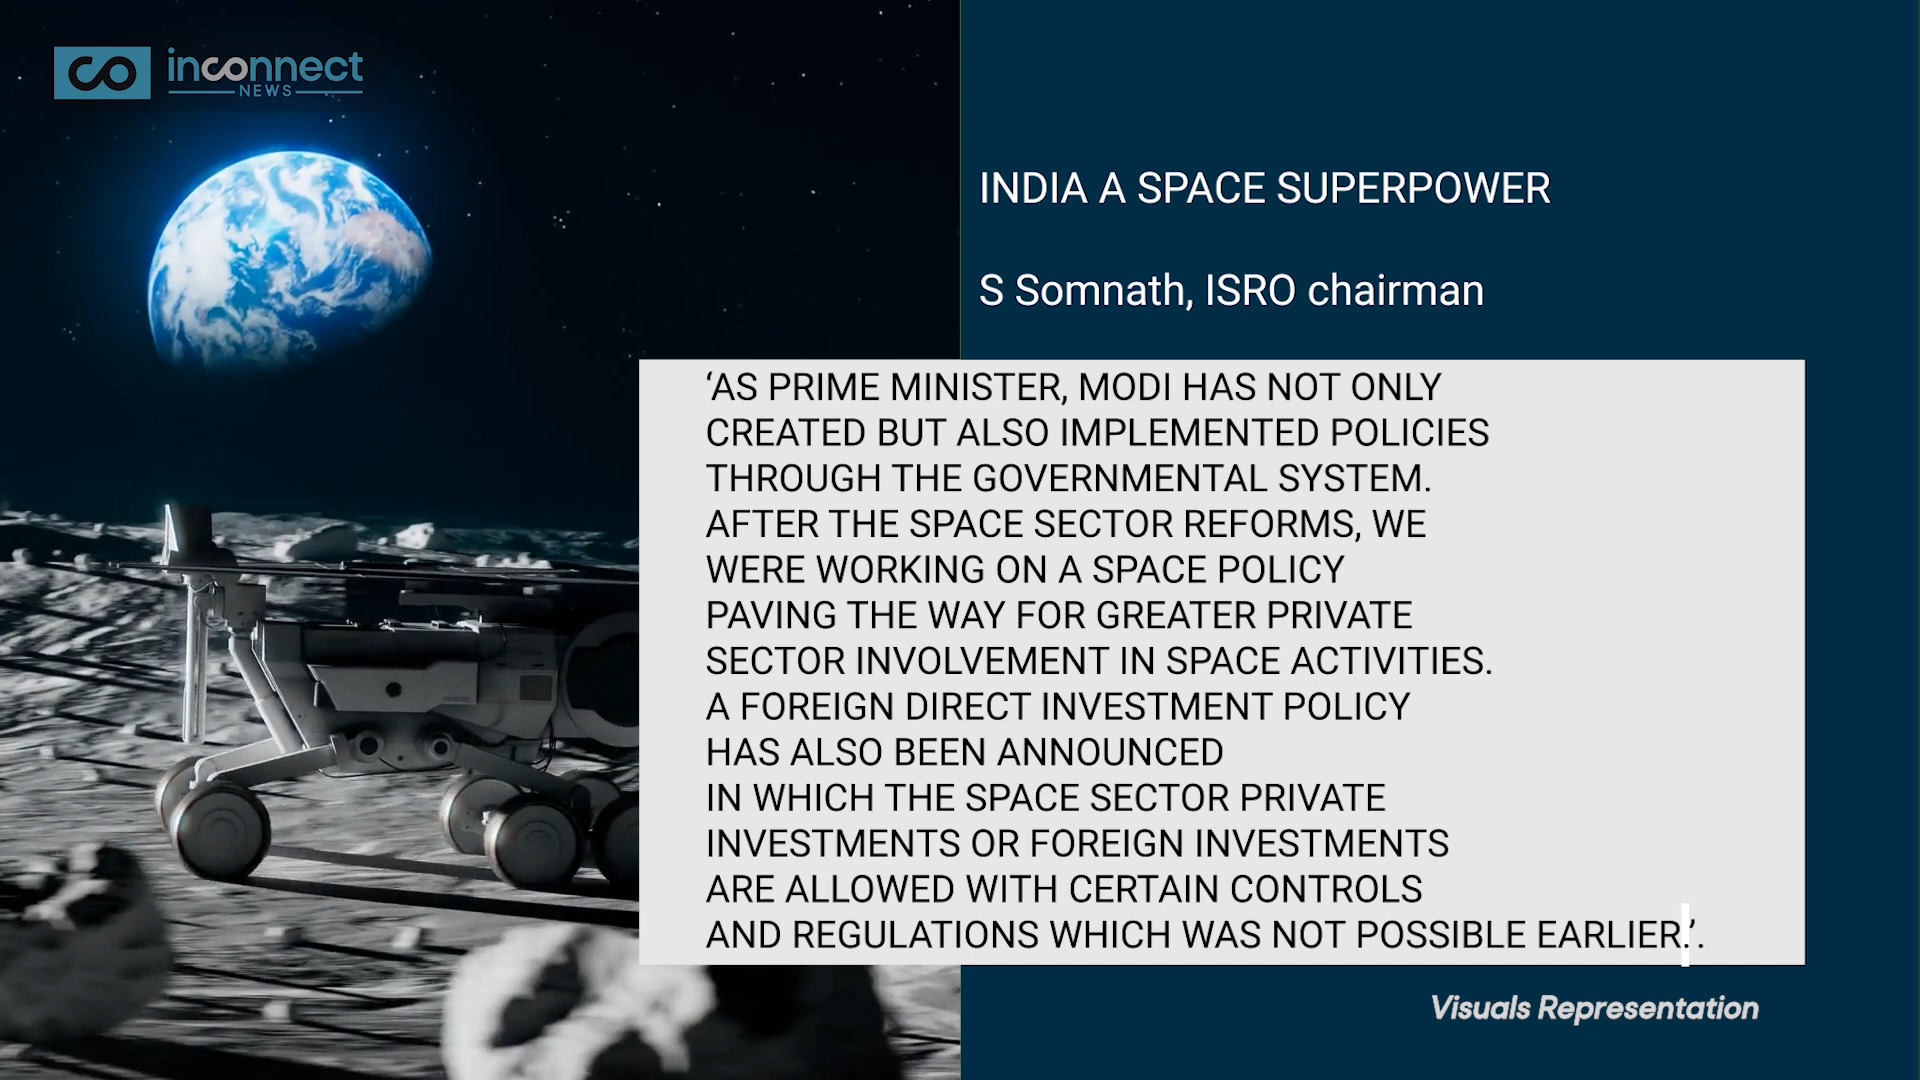 co inconnect
NEWS
INDIA A SPACE SUPERPOWER
S Somnath, ISRO chairman
‘AS PRIME MINISTER, MODI HAS NOT ONLY
CREATED BUT ALSO IMPLEMENTED POLICIES
THROUGH THE GOVERNMENTAL SYSTEM.
AFTER THE SPACE SECTOR REFORMS, WE
WERE WORKING ON A SPACE POLICY
PAVING THE WAY FOR GREATER PRIVATE
SECTOR INVOLVEMENT IN SPACE ACTIVITIES.
A FOREIGN DIRECT INVESTMENT POLICY
HAS ALSO BEEN ANNOUNCED
IN WHICH THE SPACE SECTOR PRIVATE
INVESTMENTS OR FOREIGN INVESTMENTS
ARE ALLOWED WITH CERTAIN CONTROLS
AND REGULATIONS WHICH WAS NOT POSSIBLE EARLIER.’.
Visuals Representation